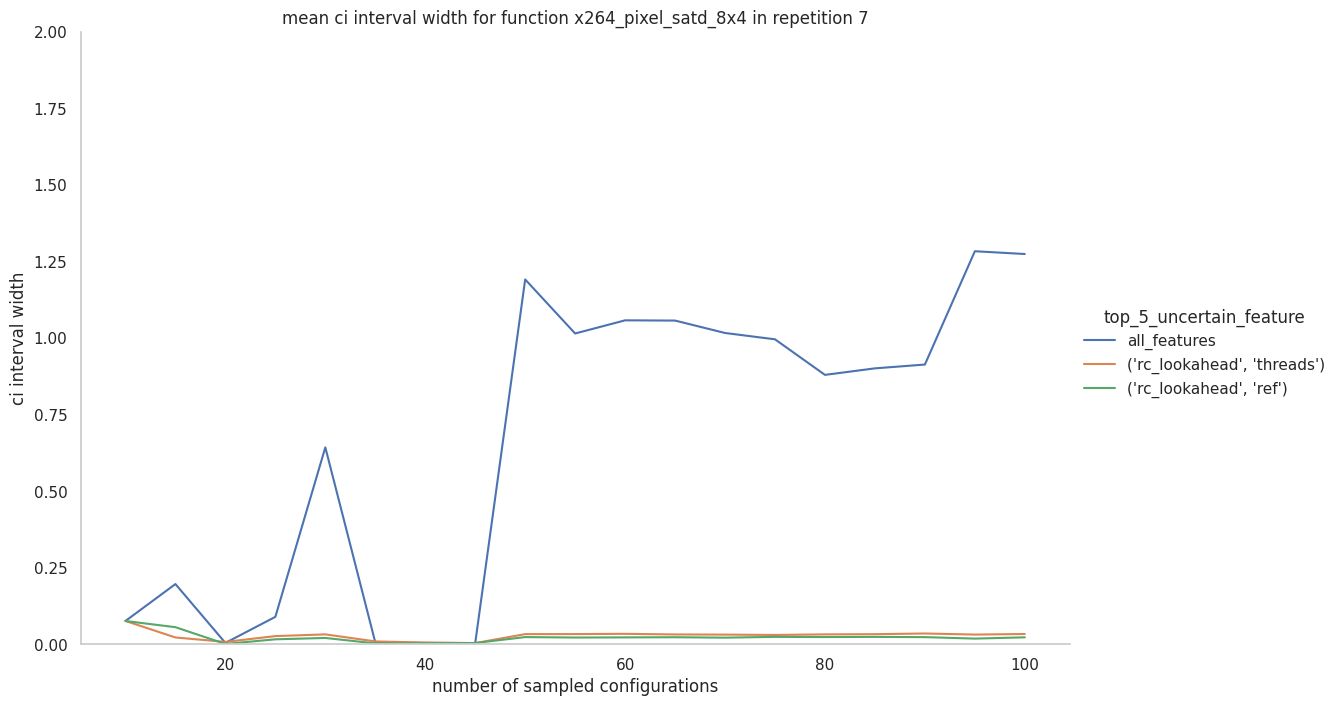 mean ci interval width for function x264_pixel_satd_8x4 in repetition 7
2.00
1.75
1.50
1.25
1.00
0.75
0.50
0.25
0.00
ci interval width
20
40
60
80
100
number of sampled configurations
top_5_uncertain_feature
all_features
('rc_lookahead', 'threads')
('rc_lookahead', 'ref')